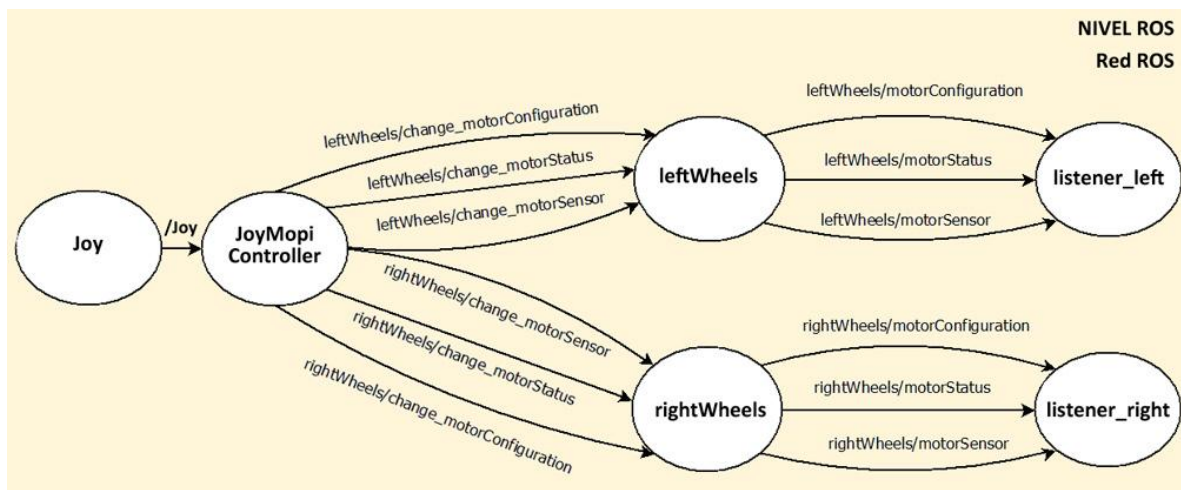 NIVEL ROS
Red ROS
Joy
/Joy
JoyMopi
Controller
leftWheels/change_motorConfiguration
leftWheels/change_motorStatus
leftWheels/change_motorSensor
rightWheels/change_motorSensor
rightWheels/change_motorStatus
rightWheels/change_motorConfiguration
leftWheels
leftWheels/motorConfiguration
leftWheels/motorStatus
leftWheels/motorSensor
listener_left
rightWheels
rightWheels/motorConfiguration
rightWheels/motorStatus
rightWheels/motorSensor
listener_right